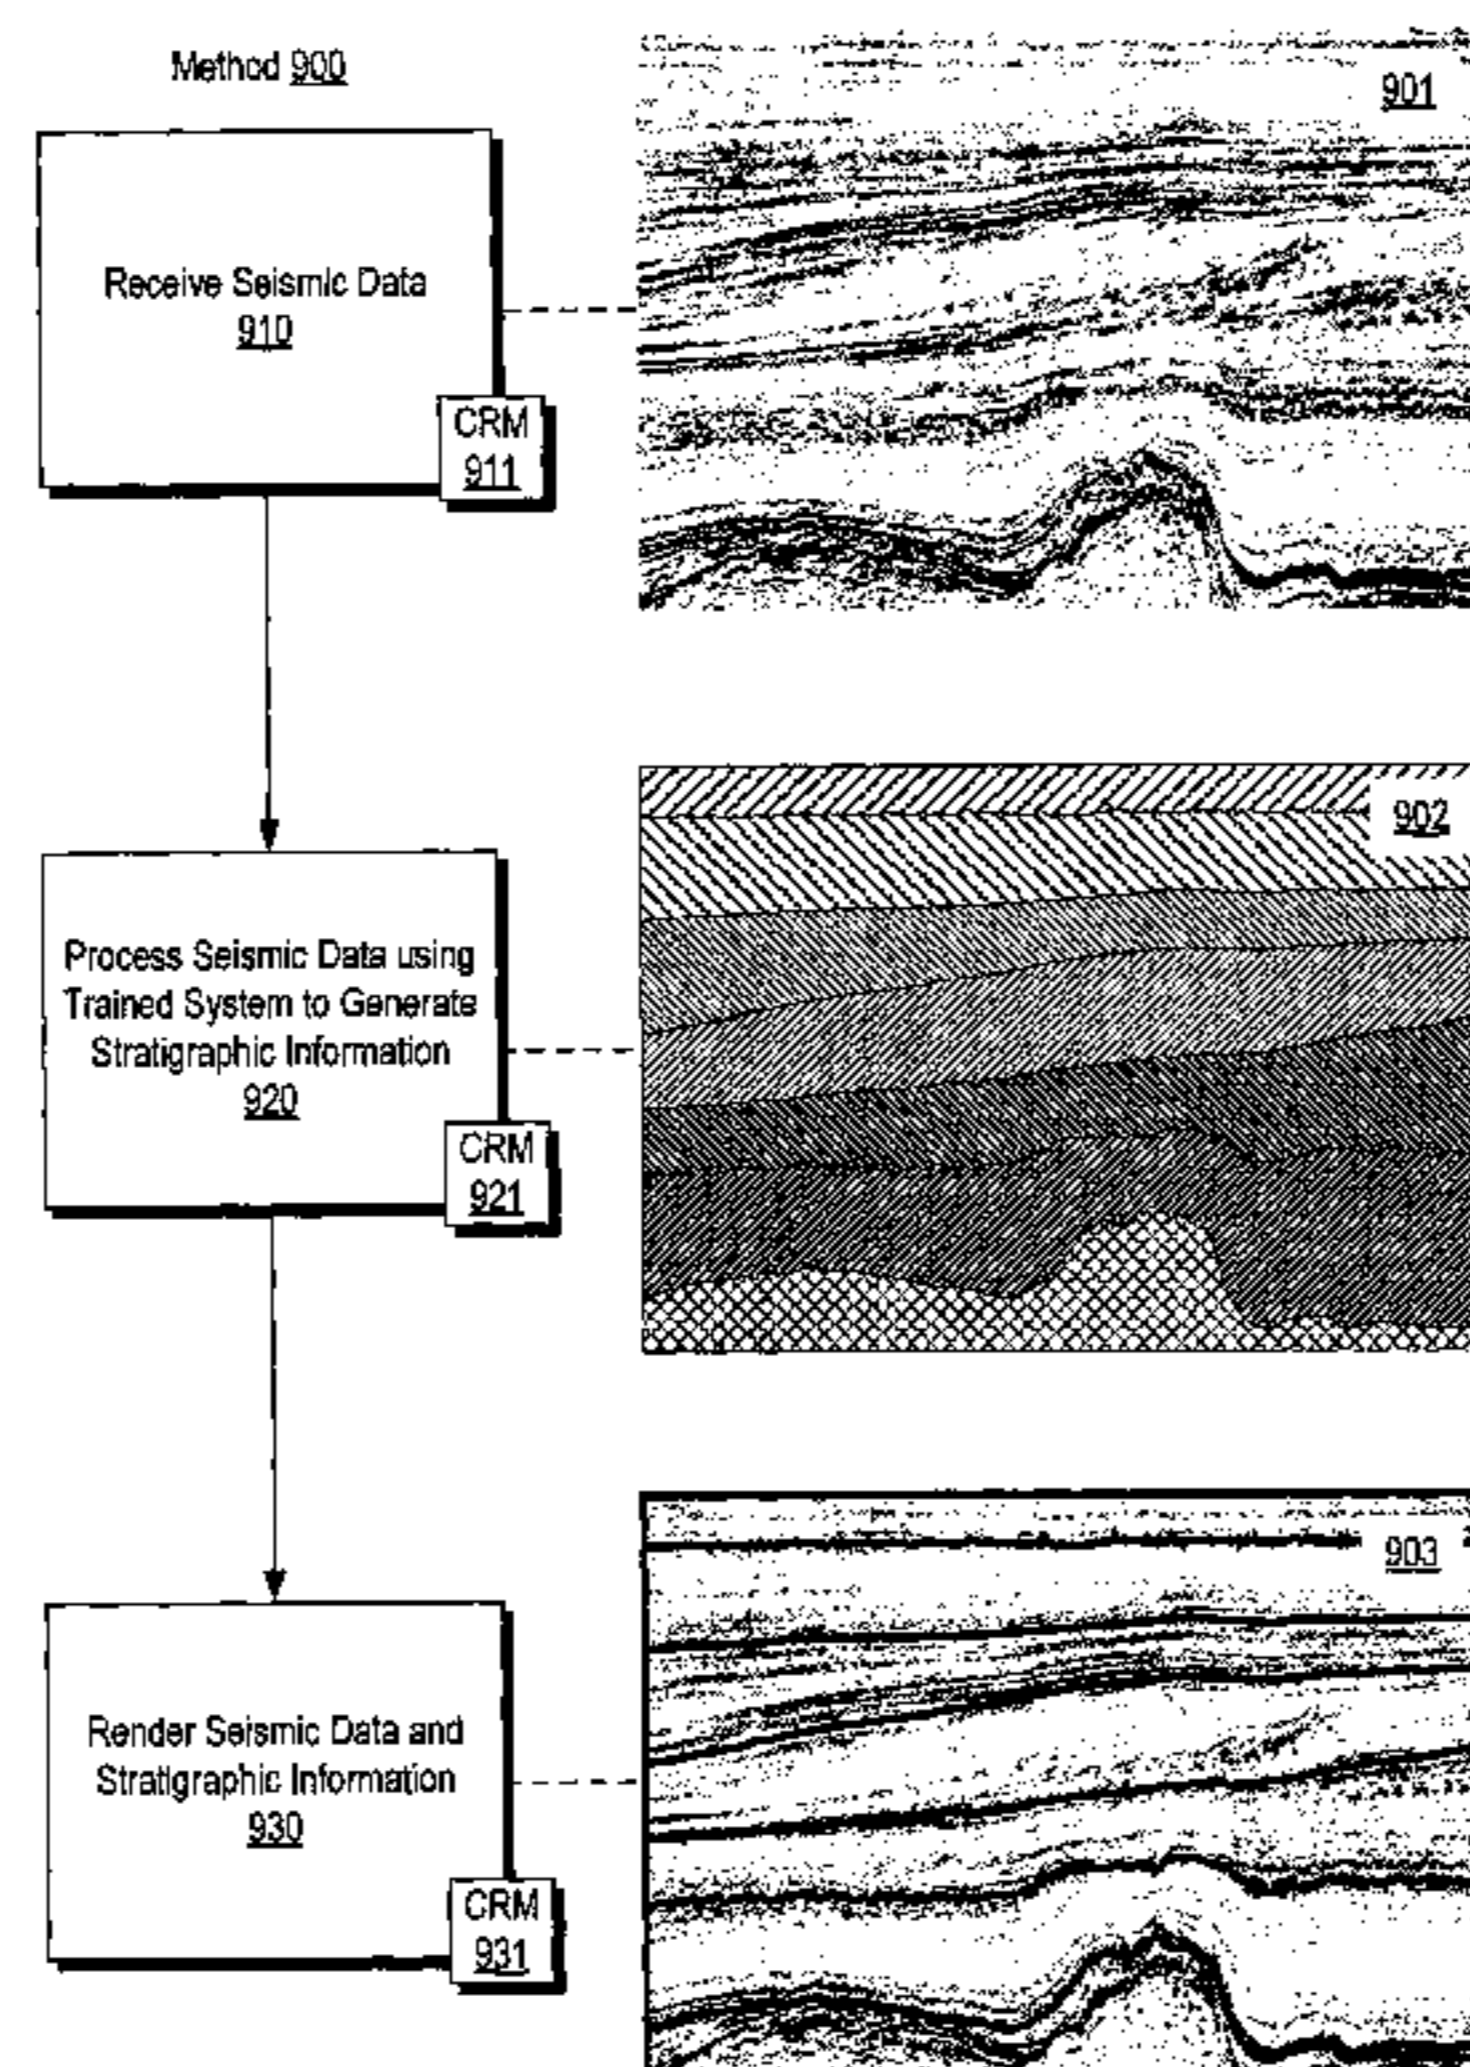 Method 900
901
Receive Seismic Data
910
CRM
911
902
Process Seismic Data using
Trained System to Generate
Stratigraphic Information
920
CRM
921
903
Render Seismic Data and
Stratigraphic Information
930
CRM
931